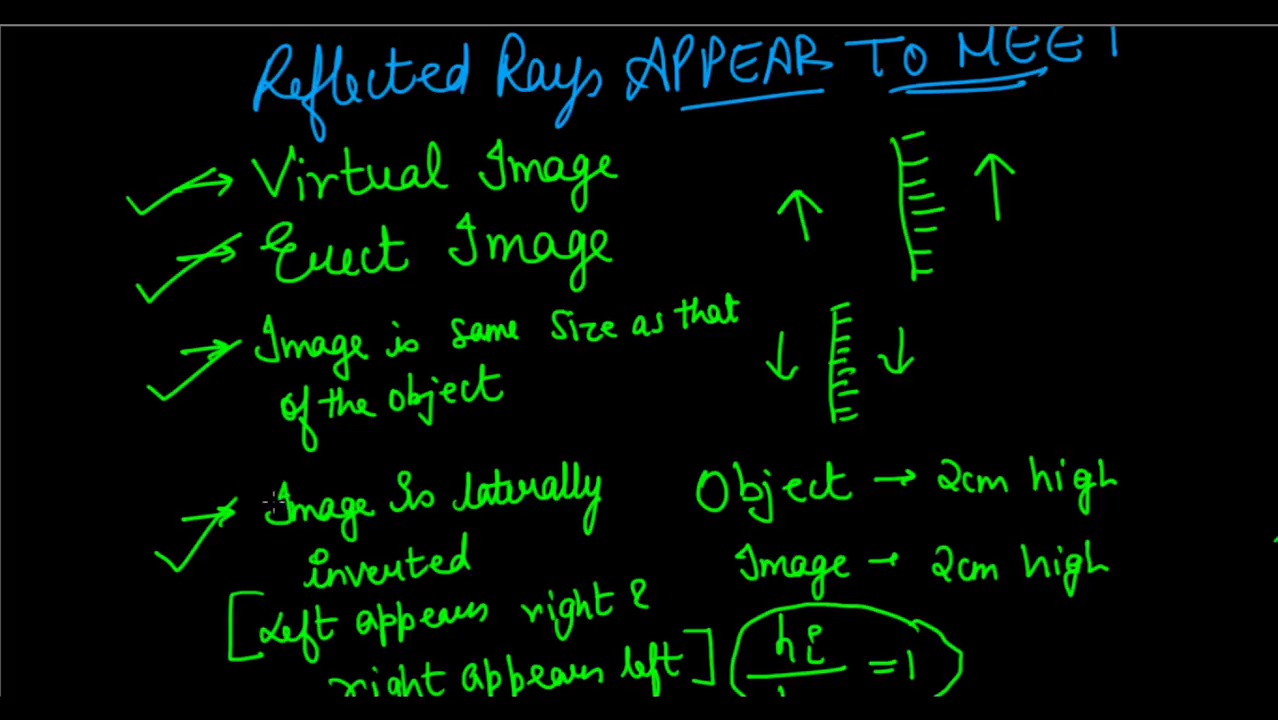 Reflected Rays APPEAR TO MEET
Virtual Image
Erect Image
Image is same size as that
of the object
Image is laterally
inverted
[Left appears right &
right appears left]
Object → 2cm high
Image → 2cm high
hi
= 1